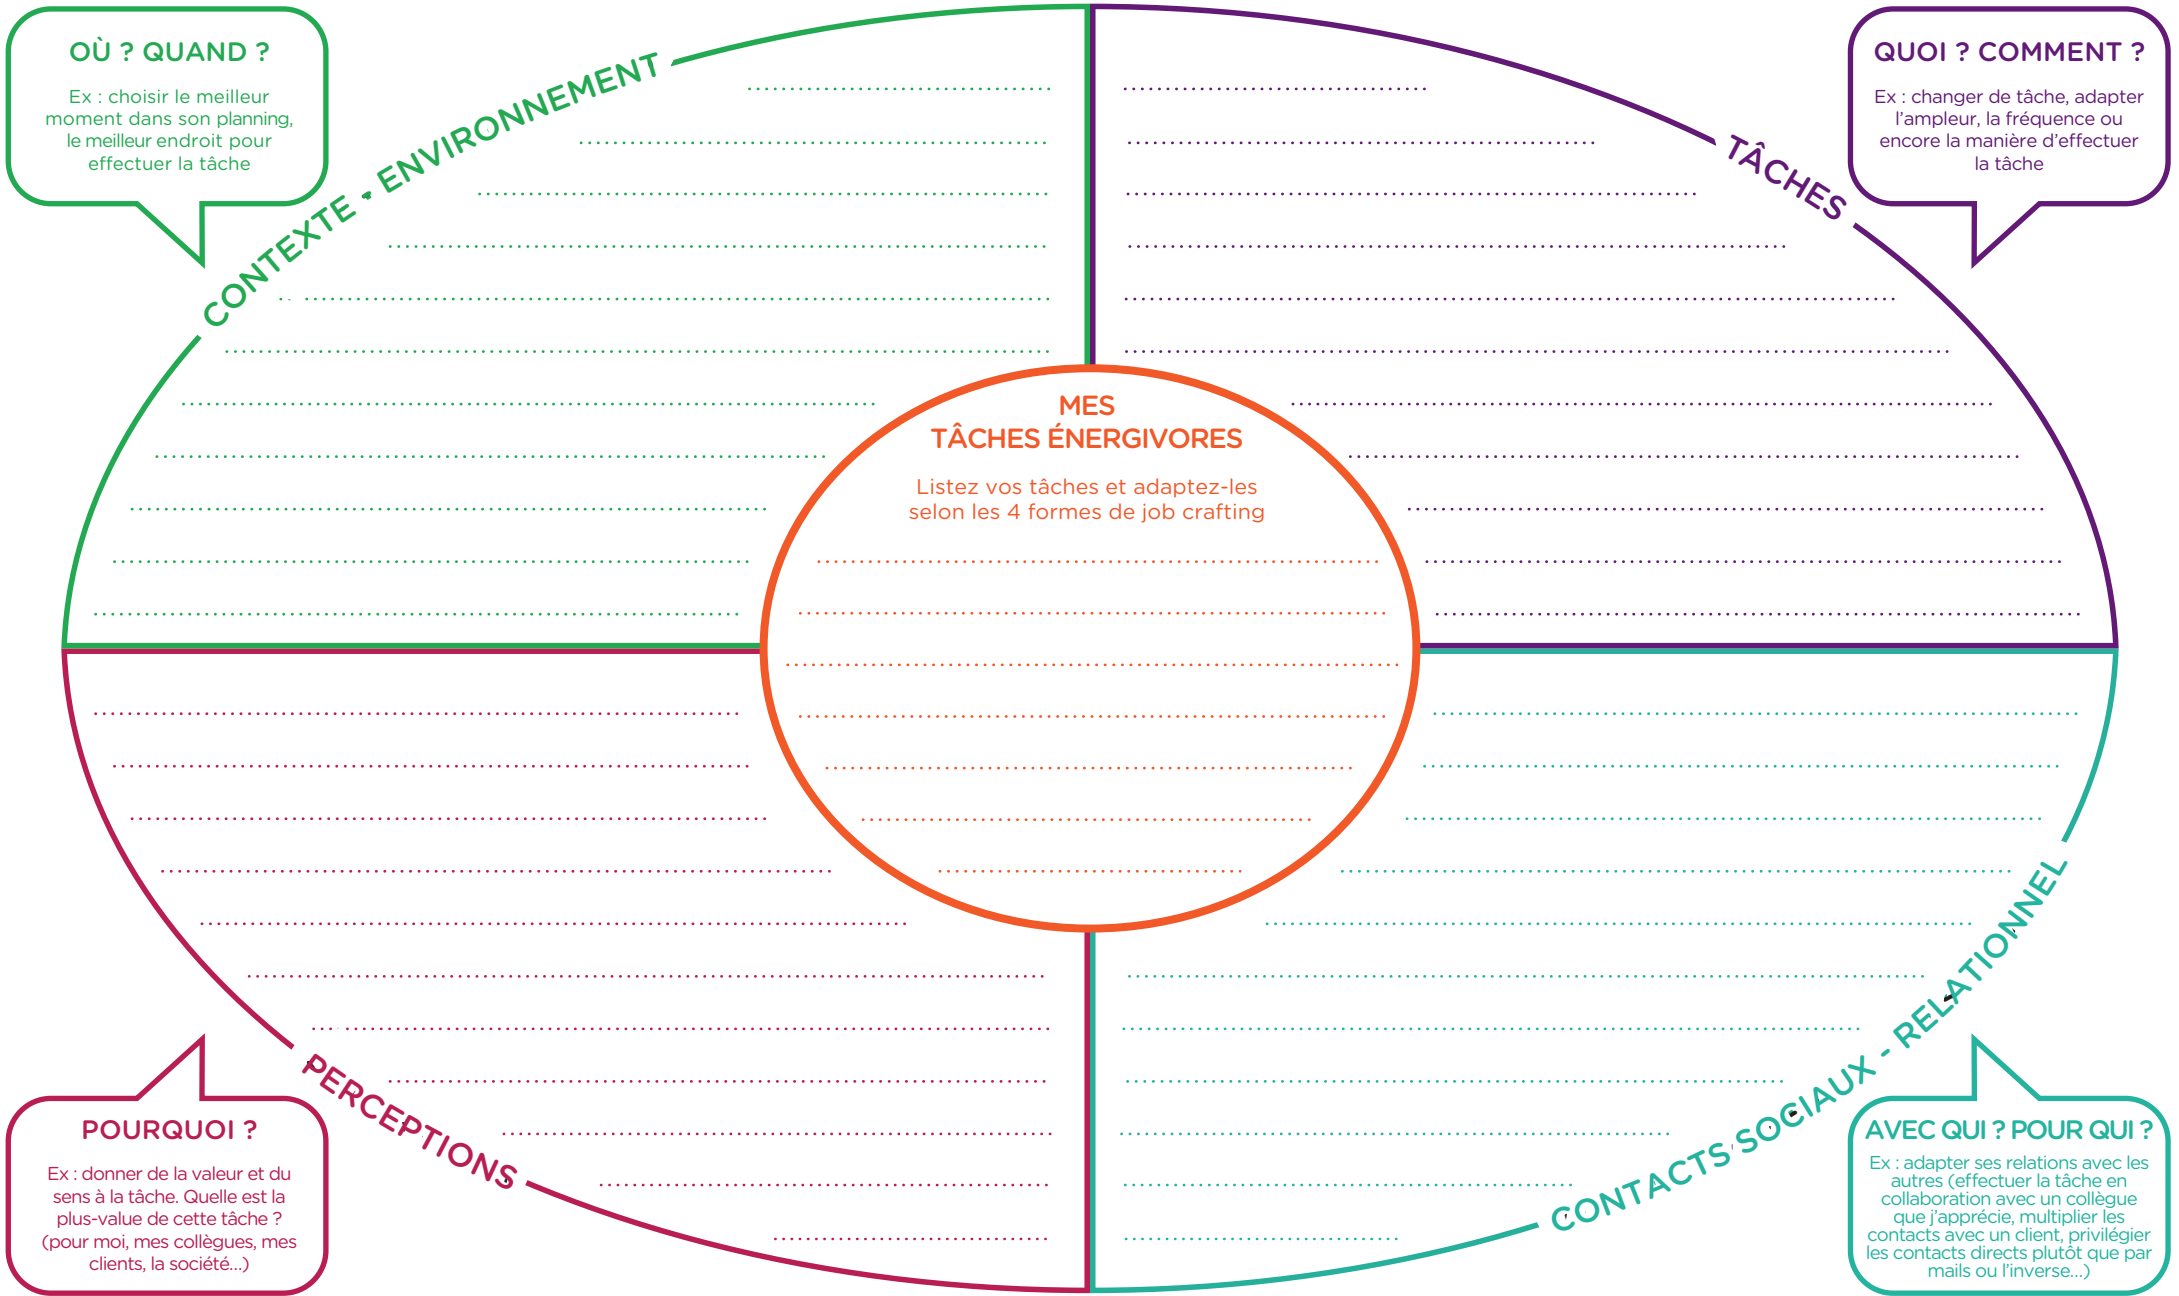 OÙ ? QUAND ?
Ex : choisir le meilleur
moment dans son planning,
le meilleur endroit pour
effectuer la tâche
CONTEXTE - ENVIRONNEMENT
QUOI ? COMMENT ?
Ex : changer de tâche, adapter
l’ampleur, la fréquence ou
encore la manière d’effectuer
la tâche
TÂCHES
MES
TÂCHES ÉNERGIVORES
Listez vos tâches et adaptez-les
selon les 4 formes de job crafting
PERCEPTIONS
POURQUOI ?
Ex : donner de la valeur et du
sens à la tâche. Quelle est la
plus-value de cette tâche ?
(pour moi, mes collègues, mes
clients, la société...)
CONTACTS SOCIAUX - RELATIONNEL
AVEC QUI ? POUR QUI ?
Ex : adapter ses relations avec les
autres (effectuer la tâche en
collaboration avec un collègue
que j’apprécie, multiplier les
contacts avec un client, privilégier
les contacts directs plutôt que par
mails ou l’inverse...)